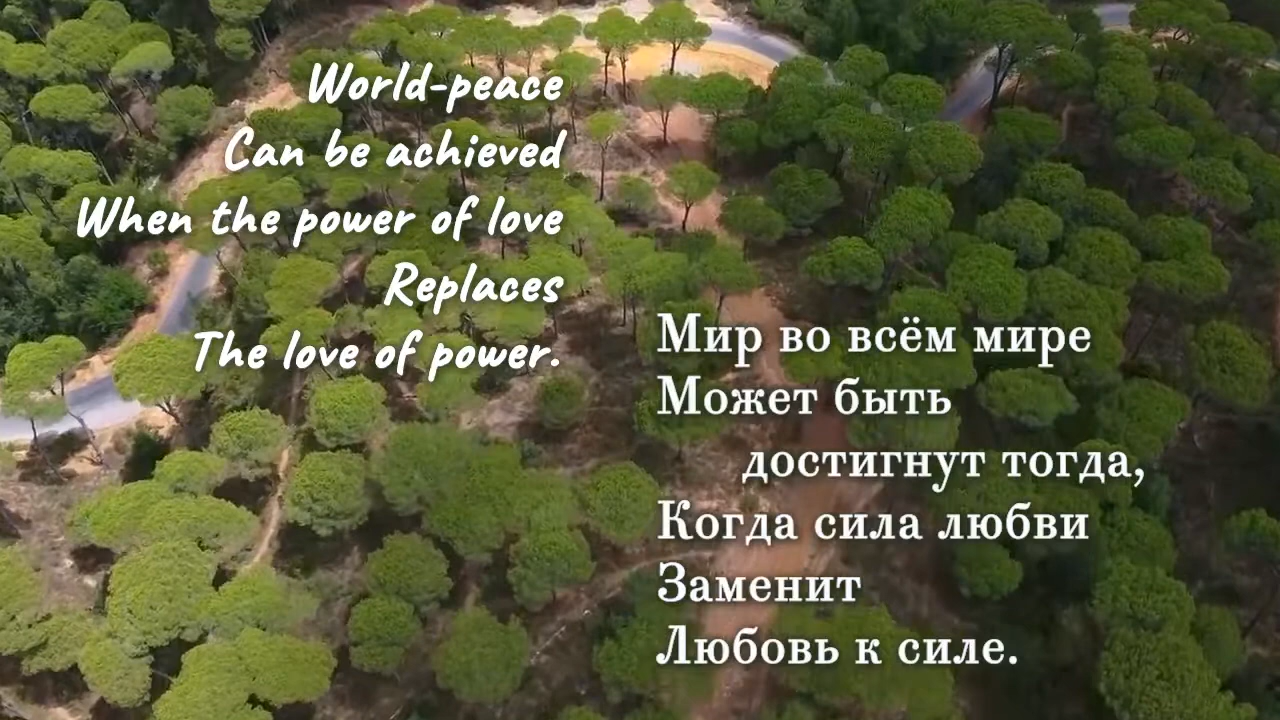 World-peace
Can be achieved
When the power of love
Replaces
The love of power.
Мир во всём мире
Может быть
достигнут тогда,
Когда сила любви
Заменит
Любовь к силе.